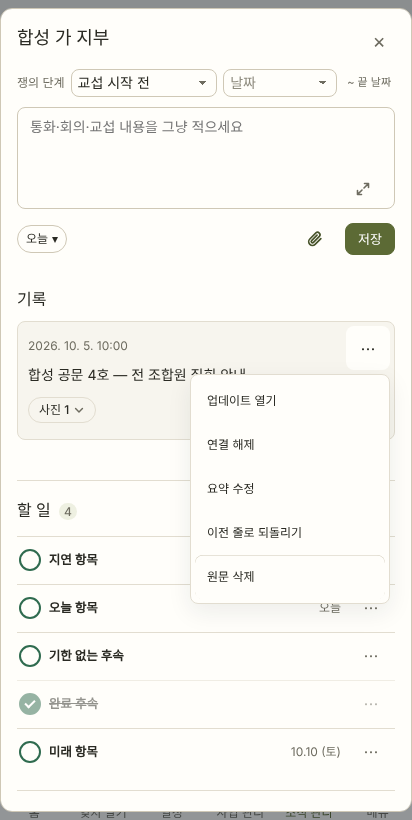 합성 가 지부
쟁의 단계 교섭 시작 전 날짜 ~ 끝 날짜
통화·회의·교섭 내용을 그냥 적으세요
오늘 ▾
저장
기록
2026. 10. 5. 10:00
합성 공문 4호 — 전 조합원
사진 1
업데이트 열기
연결 해제
요약 수정
이전 줄로 되돌리기
원문 삭제
할 일 4
지연 항목
오늘 항목 오늘
기한 없는 후속
완료 후속
미래 항목 10.10 (토)